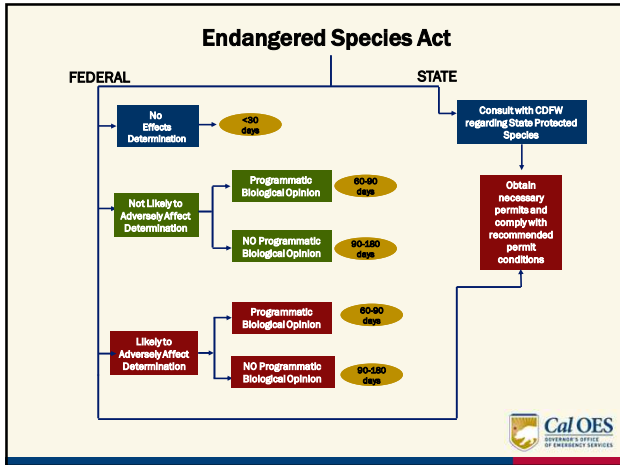 Endangered Species Act
FEDERAL
STATE
No
Effects
Determination
<30
days
Consult with CDFW
regarding State Protected
Species
Not Likely to
Adversely Affect
Determination
Programmatic
Biological Opinion
60-90
days
NO Programmatic
Biological Opinion
90-180
days
Obtain
necessary
permits and
comply with
recommended
permit
conditions
Likely to
Adversely Affect
Determination
Programmatic
Biological Opinion
60-90
days
NO Programmatic
Biological Opinion
90-180
days
Cal OES
GOVERNOR'S OFFICE
OF EMERGENCY SERVICES